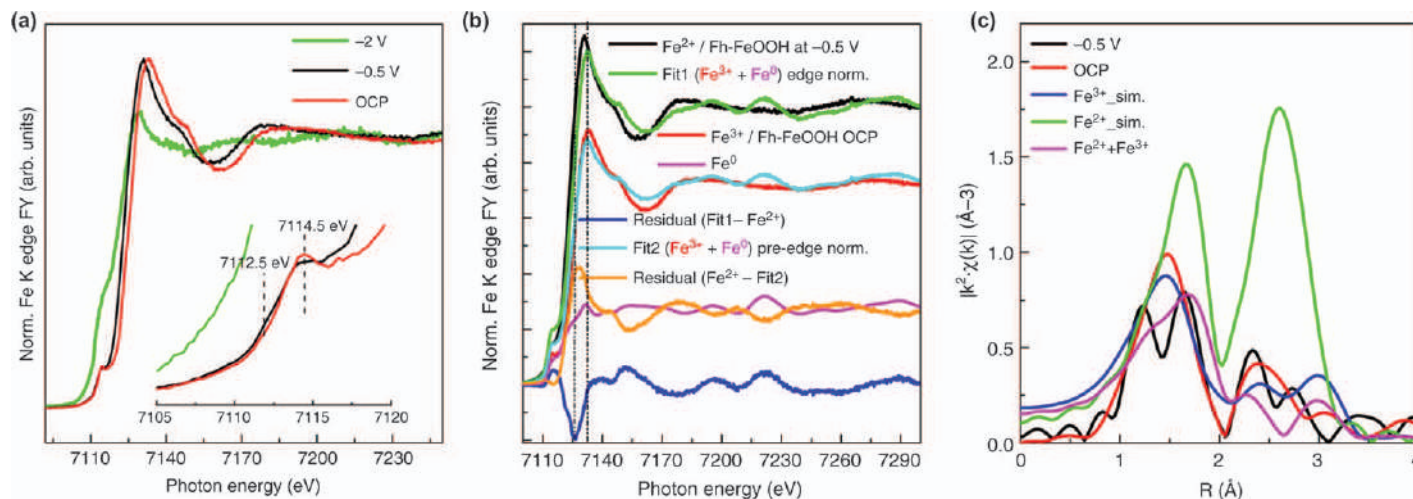 (a)
Norm. Fe K edge FY (arb. units)
–2 V
–0.5 V
OCP
7114.5 eV
7112.5 eV
7105 7110 7115 7120
7110 7140 7170 7200 7230
Photon energy (eV)
(b)
Norm. Fe K edge FY (arb. units)
Fe²⁺ / Fh-FeOOH at –0.5 V
Fit1 (Fe³⁺ + Fe⁰) edge norm.
Fe³⁺ / Fh-FeOOH OCP
Fe⁰
Residual (Fit1– Fe²⁺)
Fit2 (Fe³⁺ + Fe⁰) pre-edge norm.
Residual (Fe²⁺ – Fit2)
7110 7140 7170 7200 7230 7260 7290
Photon energy (eV)
(c)
|k²·χ(k)| (Å–3)
2.0
1.5
1.0
0.5
0.0
–0.5 V
OCP
Fe³⁺_sim.
Fe²⁺_sim.
Fe²⁺+Fe³⁺
0 1 2 3 4
R (Å)